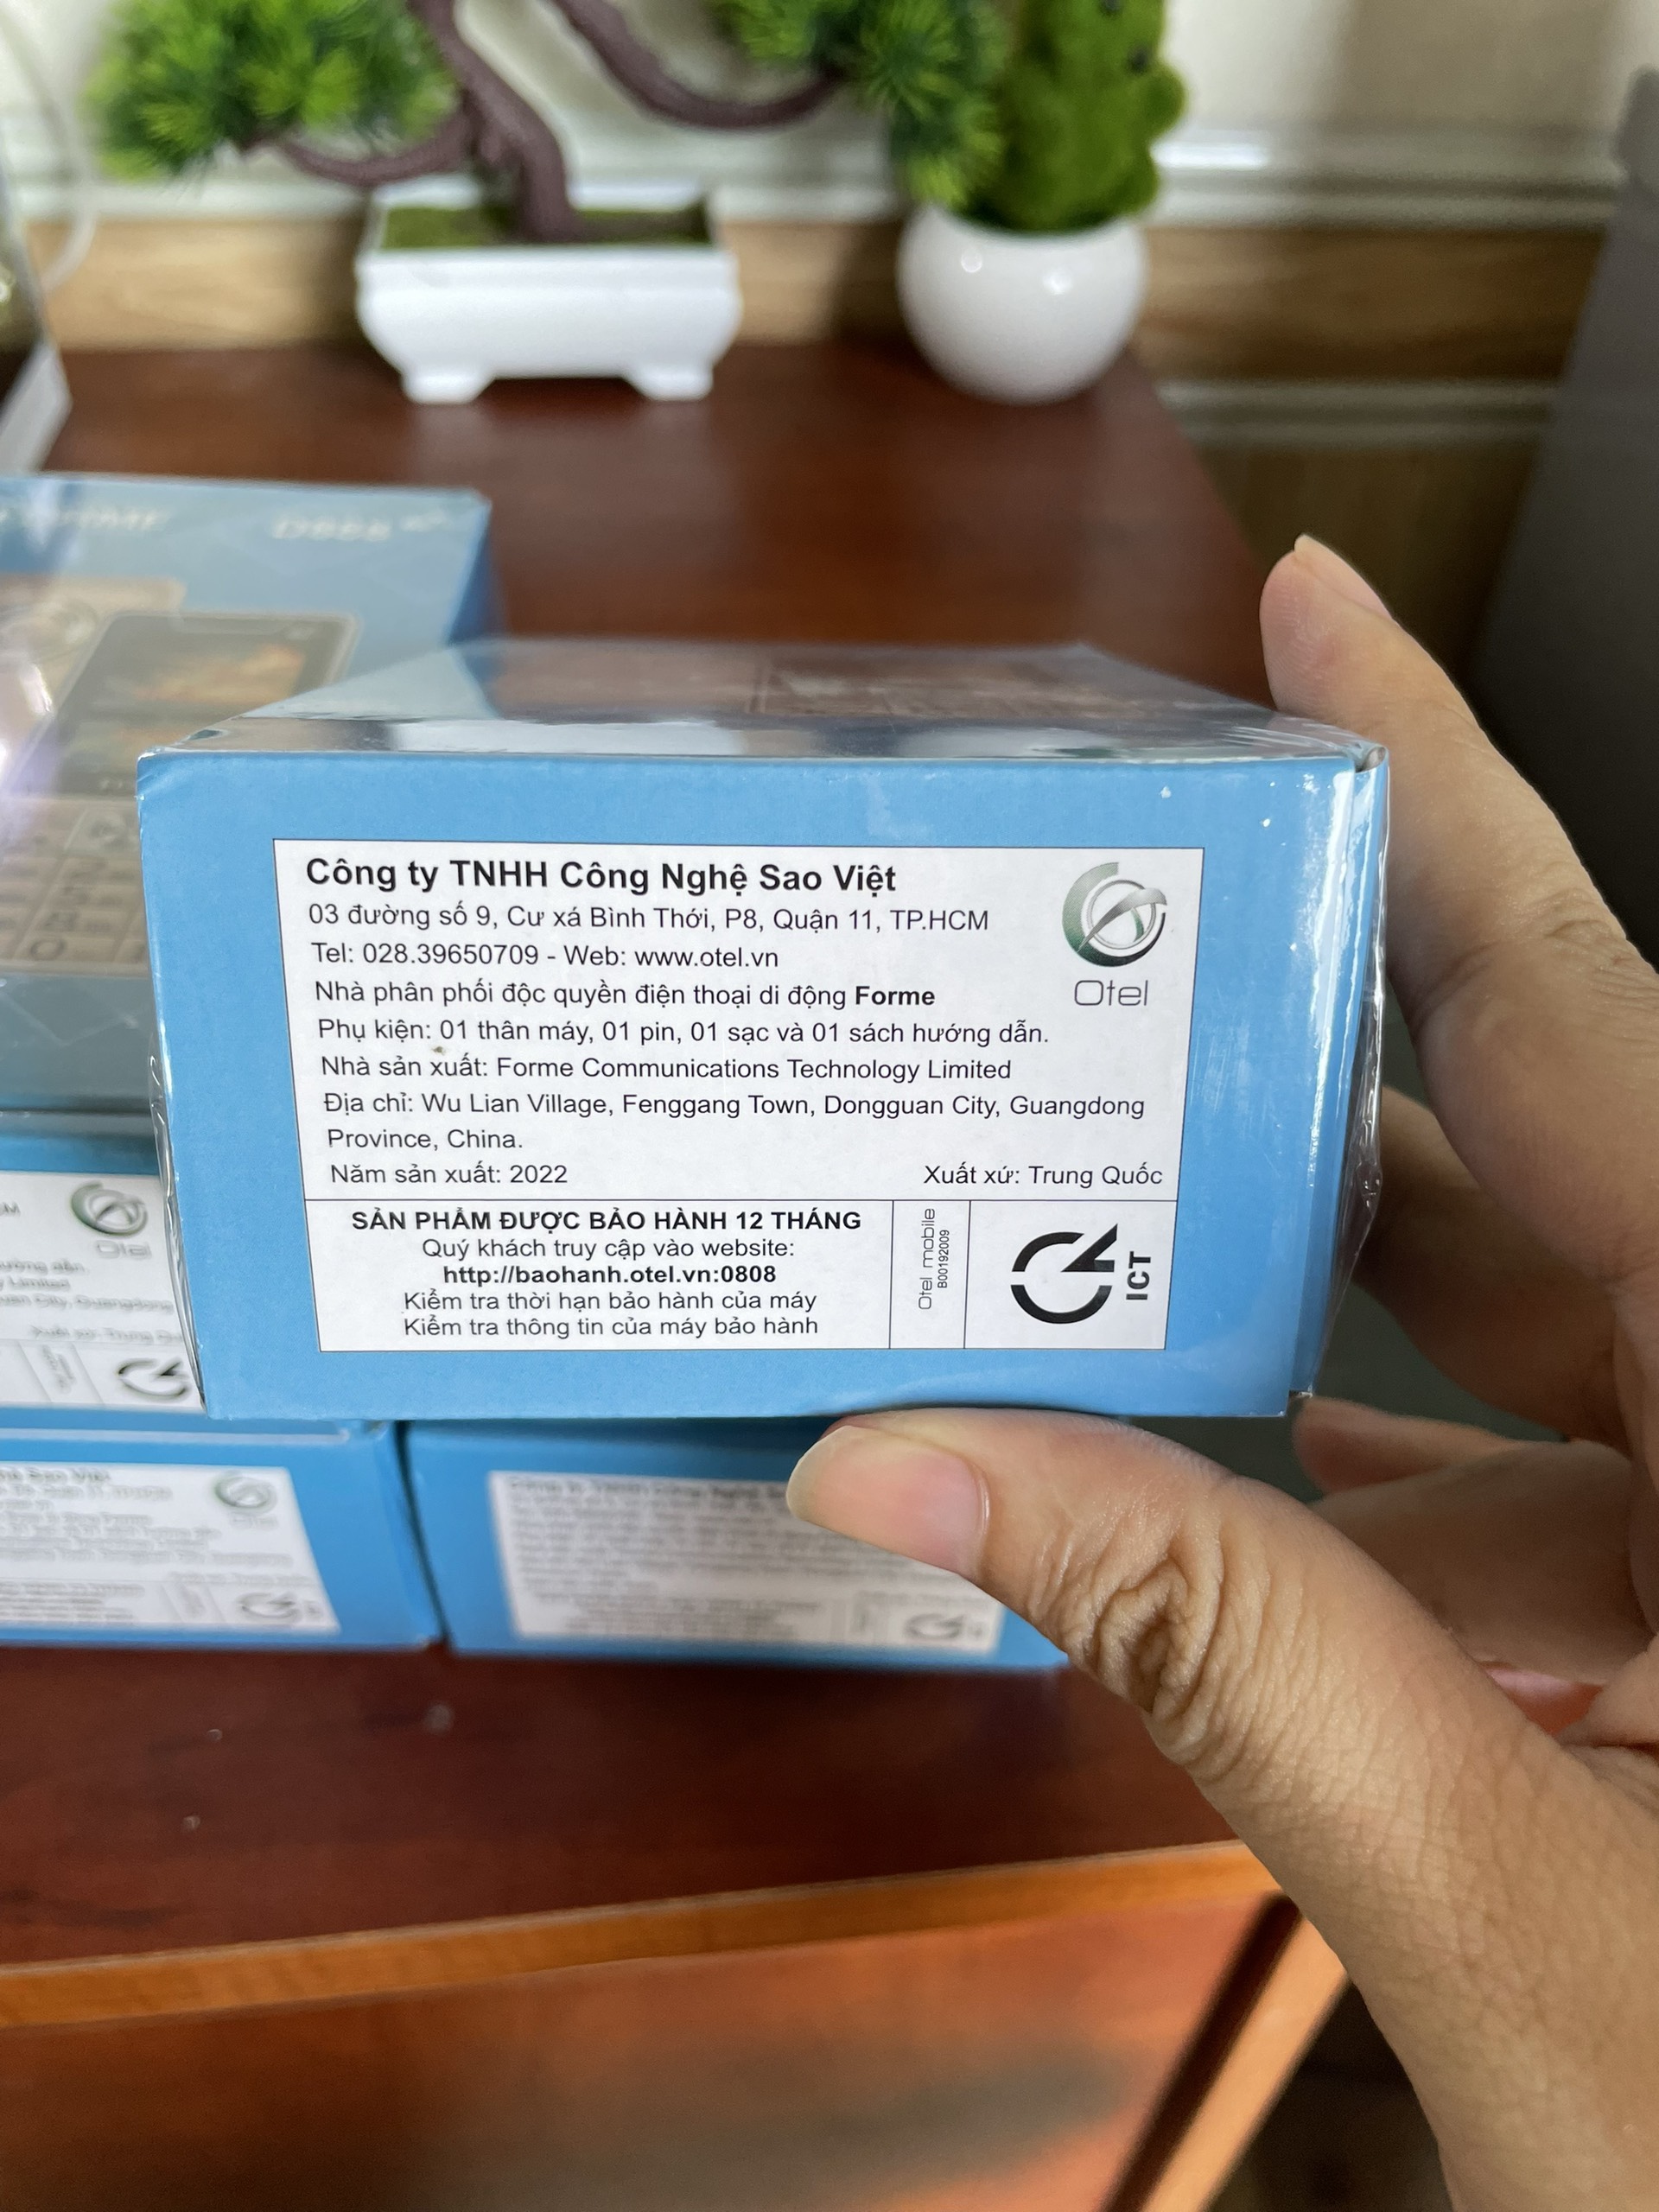 Công ty TNHH Công Nghệ Sao Việt
03 đường số 9, Cư xá Bình Thới, P8, Quận 11, TP.HCM
Tel: 028.39650709 - Web: www.otel.vn
Nhà phân phối độc quyền điện thoại di động Forme
Otel
Phụ kiện: 01 thân máy, 01 pin, 01 sạc và 01 sách hướng dẫn.
Nhà sản xuất: Forme Communications Technology Limited
Địa chỉ: Wu Lian Village, Fenggang Town, Dongguan City, Guangdong
Province, China.
Năm sản xuất: 2022 Xuất xứ: Trung Quốc
SẢN PHẨM ĐƯỢC BẢO HÀNH 12 THÁNG
Quý khách truy cập vào website:
http://baohanh.otel.vn:0808
Kiểm tra thời hạn bảo hành của máy
Kiểm tra thông tin của máy bảo hành
Otel mobile
B00192009
ICT
Otel
Otel